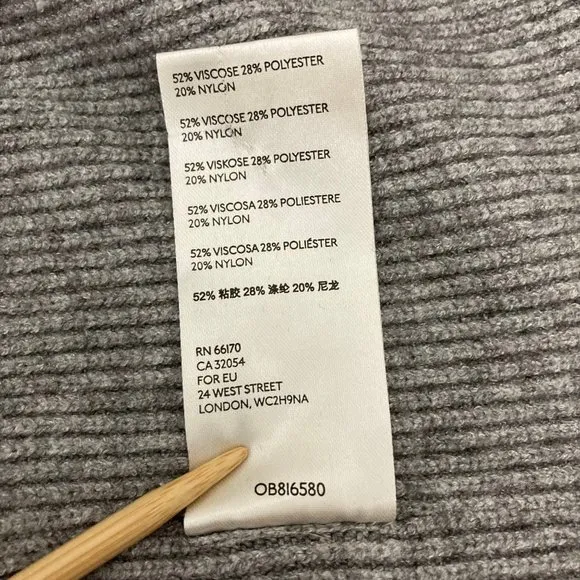 52% VISCOSE 28% POLYESTER
20% NYLON
52% VISCOSE 28% POLYESTER
20% NYLON
52% VISKOSE 28% POLYESTER
20% NYLON
52% VISCOSA 28% POLIESTERE
20% NYLON
52% VISCOSA 28% POLIÉSTER
20% NYLON
52% 粘胶 28% 涤纶 20% 尼龙
RN 66170
CA 32054
FOR EU
24 WEST STREET
LONDON, WC2H9NA
OB816580